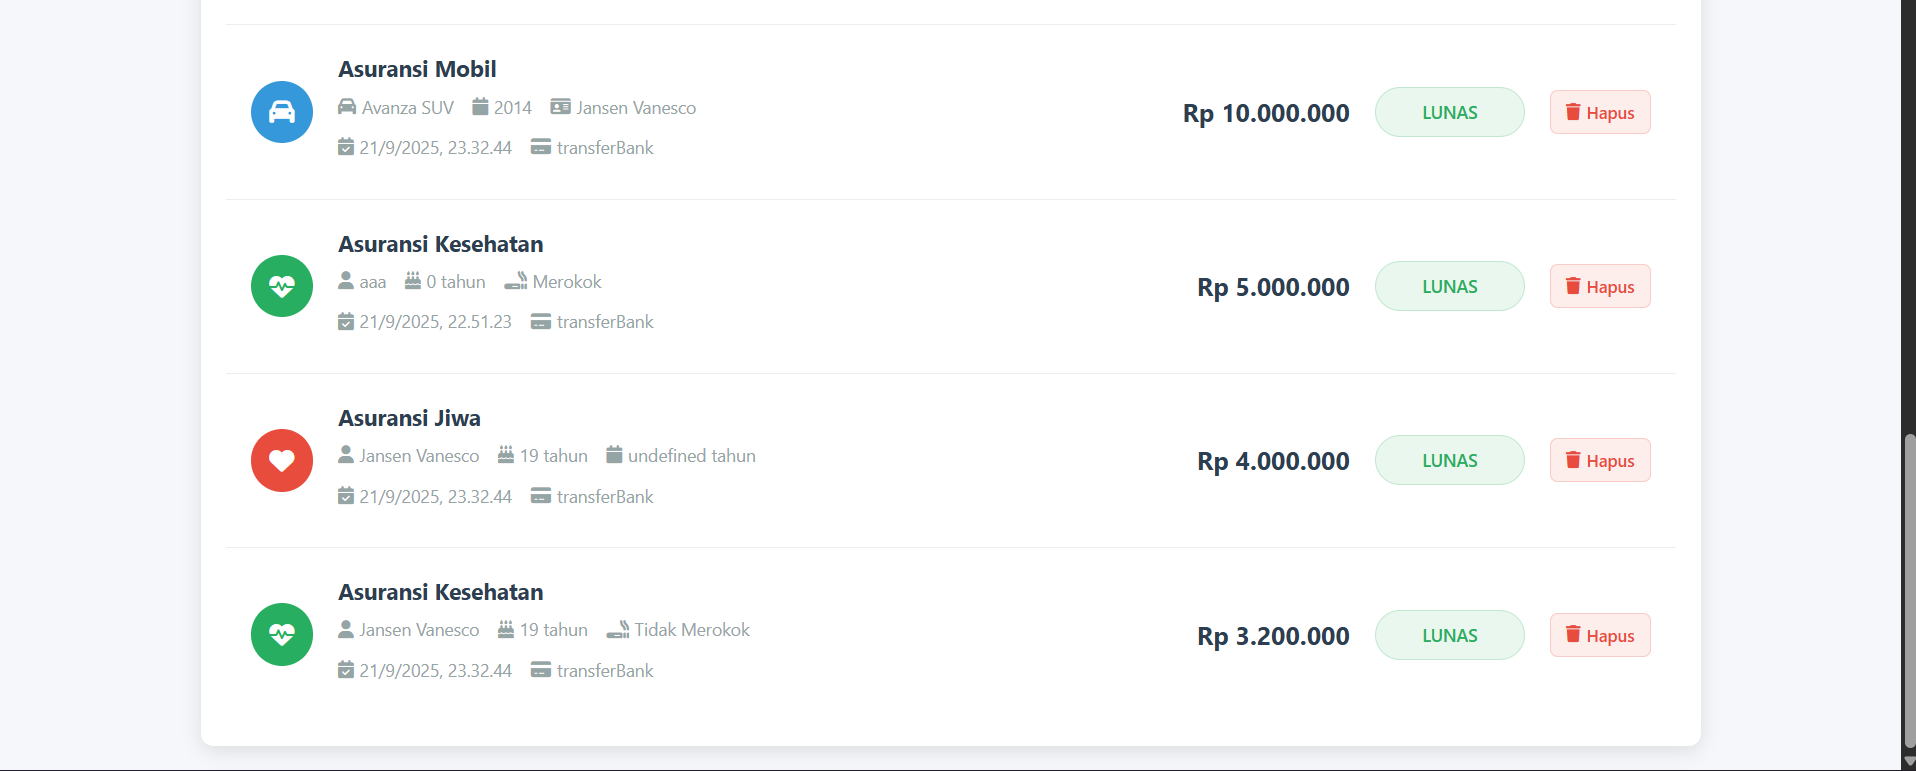 Asuransi Mobil
Avanza SUV 2014 Jansen Vanesco
21/9/2025, 23.32.44 transferBank
Rp 10.000.000 LUNAS Hapus
Asuransi Kesehatan
aaa 0 tahun Merokok
21/9/2025, 22.51.23 transferBank
Rp 5.000.000 LUNAS Hapus
Asuransi Jiwa
Jansen Vanesco 19 tahun undefined tahun
21/9/2025, 23.32.44 transferBank
Rp 4.000.000 LUNAS Hapus
Asuransi Kesehatan
Jansen Vanesco 19 tahun Tidak Merokok
21/9/2025, 23.32.44 transferBank
Rp 3.200.000 LUNAS Hapus